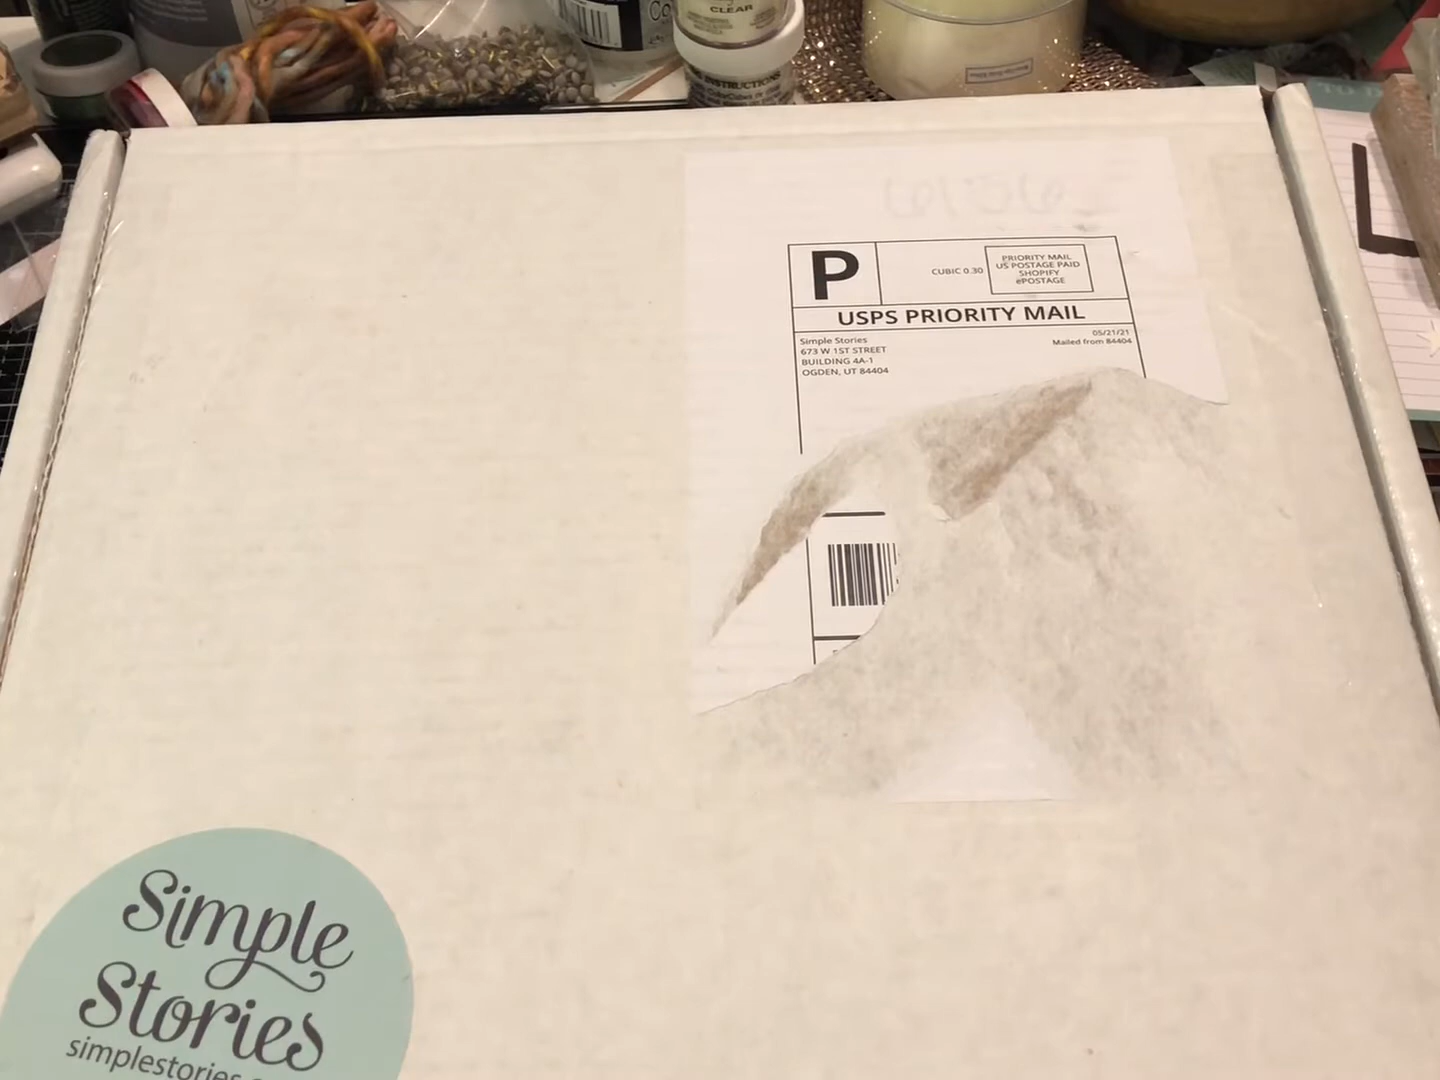 CLEAR
INSTRUCTIONS
P
CUBIC 0.30
PRIORITY MAIL
US POSTAGE PAID
SHOPIFY
ePOSTAGE
USPS PRIORITY MAIL
Simple Stories
673 W 1ST STREET
BUILDING 4A-1
OGDEN, UT 84404
05/21/21
Mailed from 84404
L
Simple
Stories